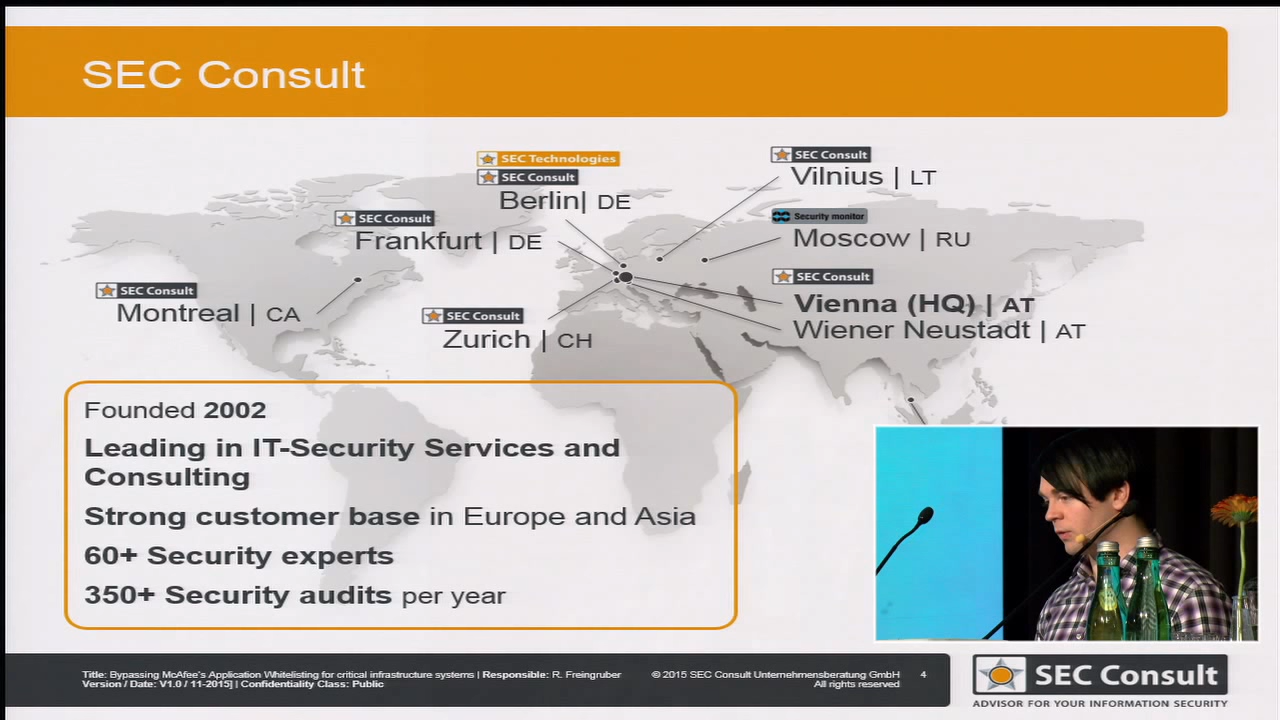 SEC Consult
SEC Technologies
SEC Consult
Berlin| DE
SEC Consult
Vilnius | LT
SEC Consult
Frankfurt | DE
Security monitor
Moscow | RU
SEC Consult
Montreal | CA
SEC Consult
Vienna (HQ) | AT
SEC Consult
Zurich | CH
Wiener Neustadt | AT
Founded 2002
Leading in IT-Security Services and
Consulting
Strong customer base in Europe and Asia
60+ Security experts
350+ Security audits per year
Title: Bypassing McAfee's Application Whitelisting for critical infrastructure systems | Responsible: R. Freingruber
Version / Date: V1.0 / 11-2015] | Confidentiality Class: Public
© 2015 SEC Consult Unternehmensberatung GmbH
All rights reserved
4
SEC Consult
ADVISOR FOR YOUR INFORMATION SECURITY